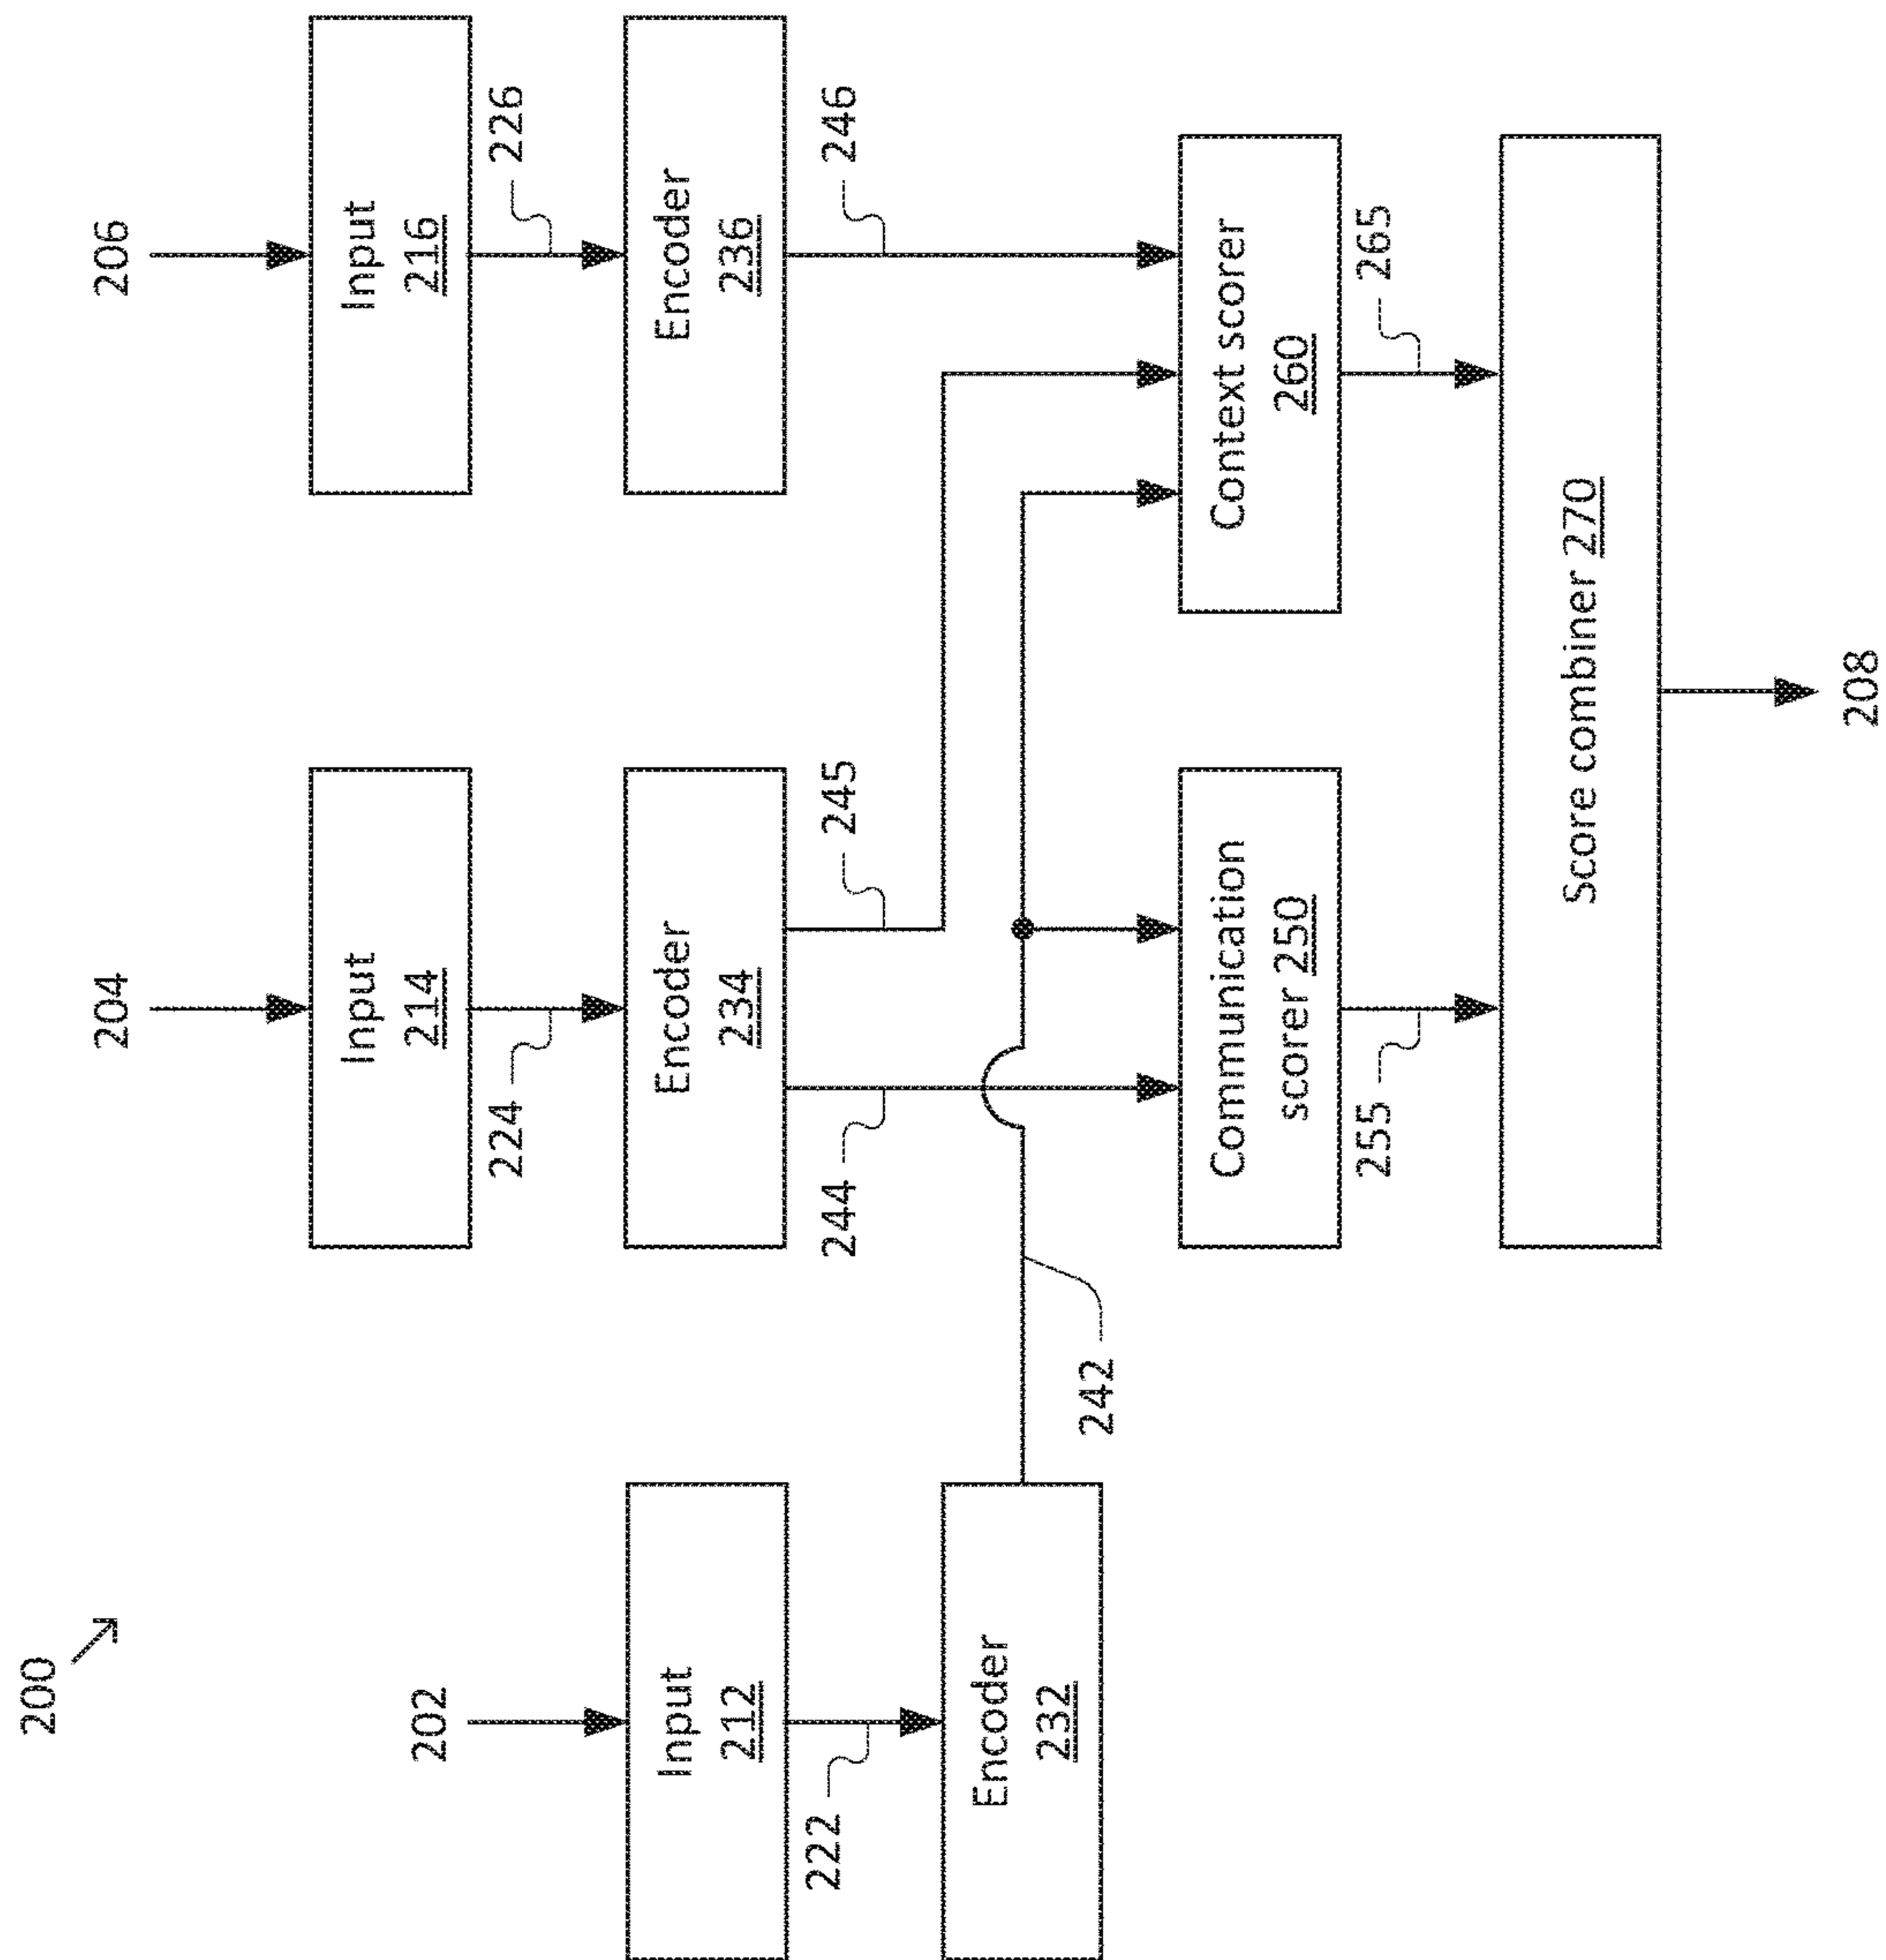 200
202
Input
212
222
Encoder
232
242
204
Input
214
224
Encoder
234
244
245
Communication
scorer 250
255
206
Input
216
226
Encoder
236
246
Context scorer
260
265
Score combiner 270
208